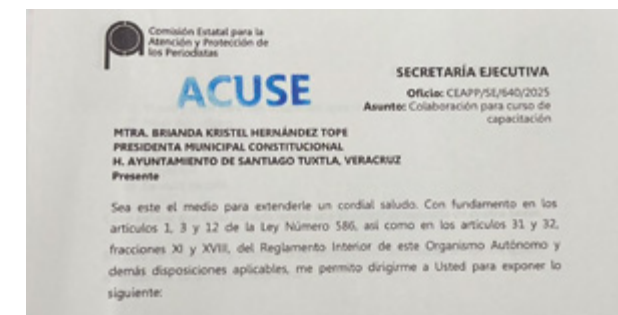 Comisión Estatal para la
Atención y Protección de
los Periodistas
ACUSE
SECRETARÍA EJECUTIVA
Oficio: CEAPP/SE/640/2025
Asunto: Colaboración para curso de
capacitación
MTRA. BRIANDA KRISTEL HERNÁNDEZ TOPE
PRESIDENTA MUNICIPAL CONSTITUCIONAL
H. AYUNTAMIENTO DE SANTIAGO TUXTLA, VERACRUZ
Presente
Sea este el medio para extenderle un cordial saludo. Con fundamento en los
artículos 1, 3 y 12 de la Ley Número 586, así como en los artículos 31 y 32,
fracciones XI y XVIII, del Reglamento Interior de este Organismo Autónomo y
demás disposiciones aplicables, me permito dirigirme a Usted para exponer lo
siguiente: